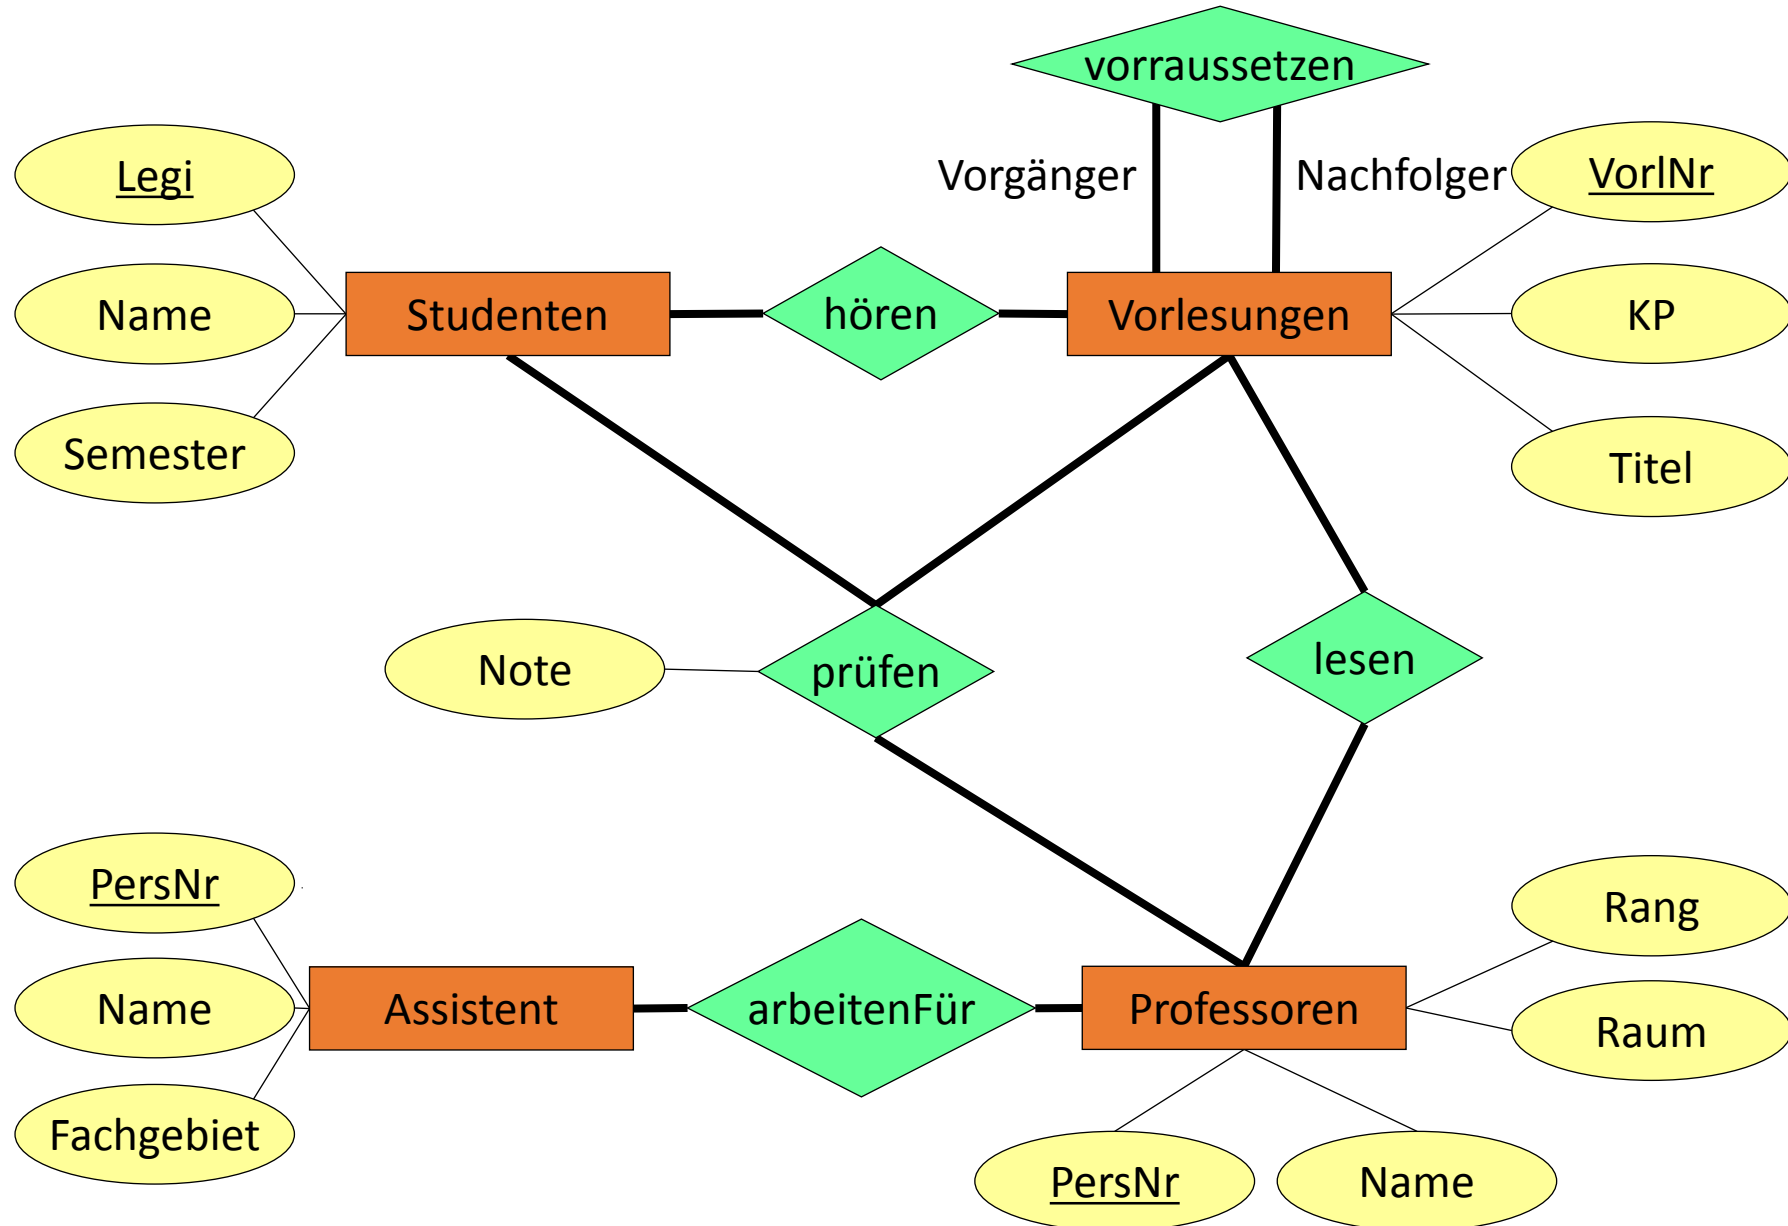 vorraussetzen
Legi
Vorgänger
Nachfolger
VorlNr
Name
Studenten
hören
Vorlesungen
KP
Semester
Titel
Note
prüfen
lesen
PersNr
Rang
Name
Assistent
arbeitenFür
Professoren
Raum
Fachgebiet
PersNr
Name